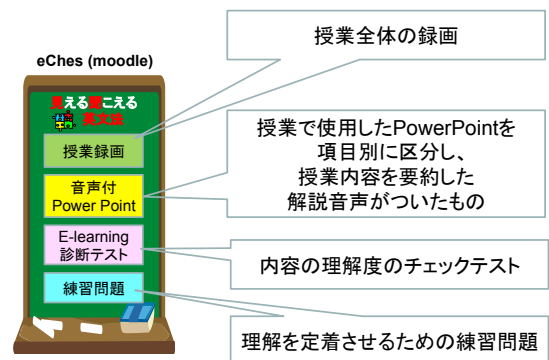 eChes (moodle)
見える聞こえる
英文法
授業録画
音声付
Power Point
E-learning
診断テスト
練習問題
授業全体の録画
授業で使用したPowerPointを
項目別に区分し、
授業内容を要約した
解説音声がついたもの
内容の理解度のチェックテスト
理解を定着させるための練習問題